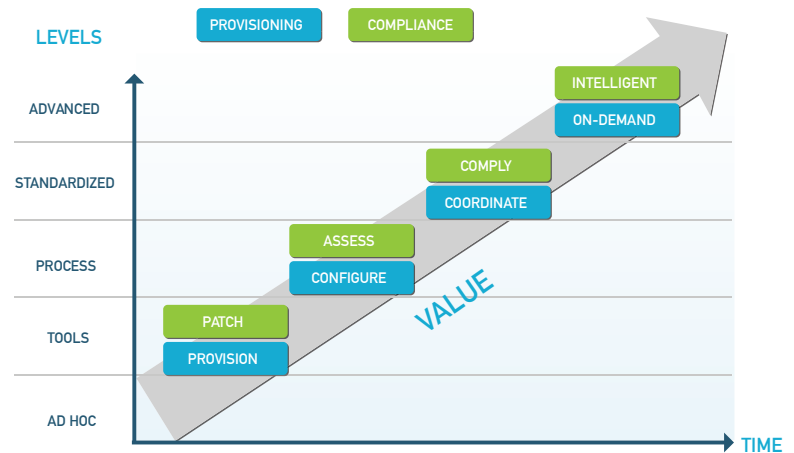 LEVELS
PROVISIONING
COMPLIANCE
ADVANCED
INTELLIGENT
ON-DEMAND
STANDARDIZED
COMPLY
COORDINATE
PROCESS
ASSESS
CONFIGURE
VALUE
TOOLS
PATCH
PROVISION
AD HOC
TIME